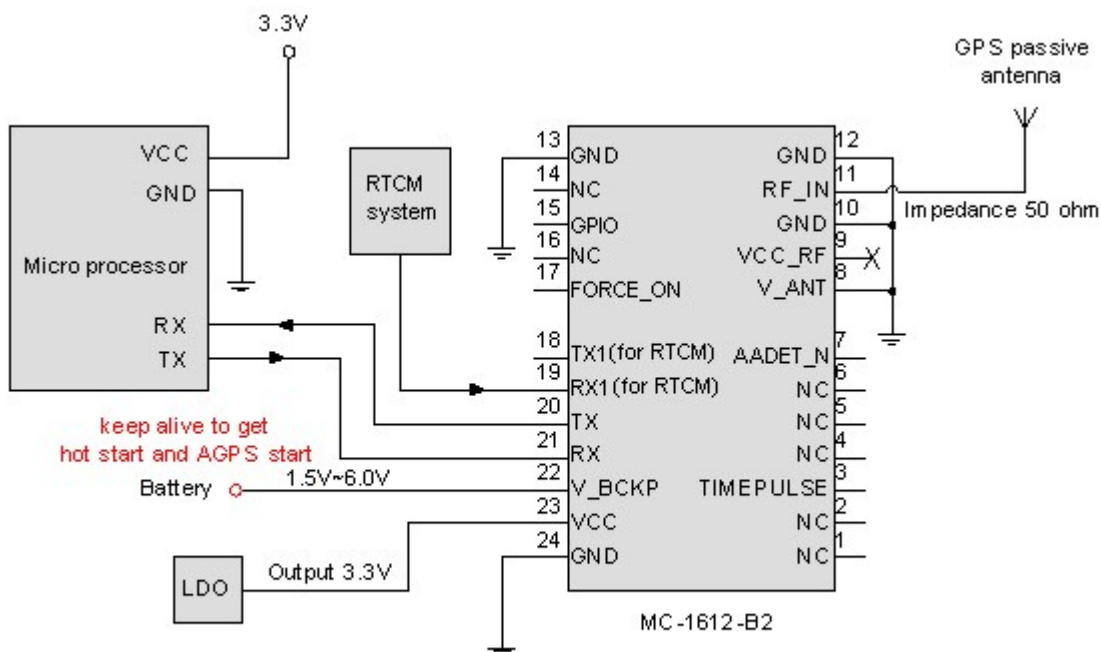 3.3V
GPS passive
antenna
VCC
GND
Micro processor
RX
TX
RTCM
system
13
GND
14
NC
15
GPIO
16
NC
17
FORCE_ON
18
TX1(for RTCM)
19
RX1(for RTCM)
20
TX
21
RX
22
V_BCKP
23
VCC
24
GND
12
GND
11
RF_IN
10
GND
9
VCC_RF
8
V_ANT
7
AADET_N
6
NC
5
NC
4
NC
3
TIMEPULSE
2
NC
1
NC
Impedance 50 ohm
keep alive to get
hot start and AGPS start
Battery
1.5V~6.0V
LDO
Output 3.3V
MC-1612-B2